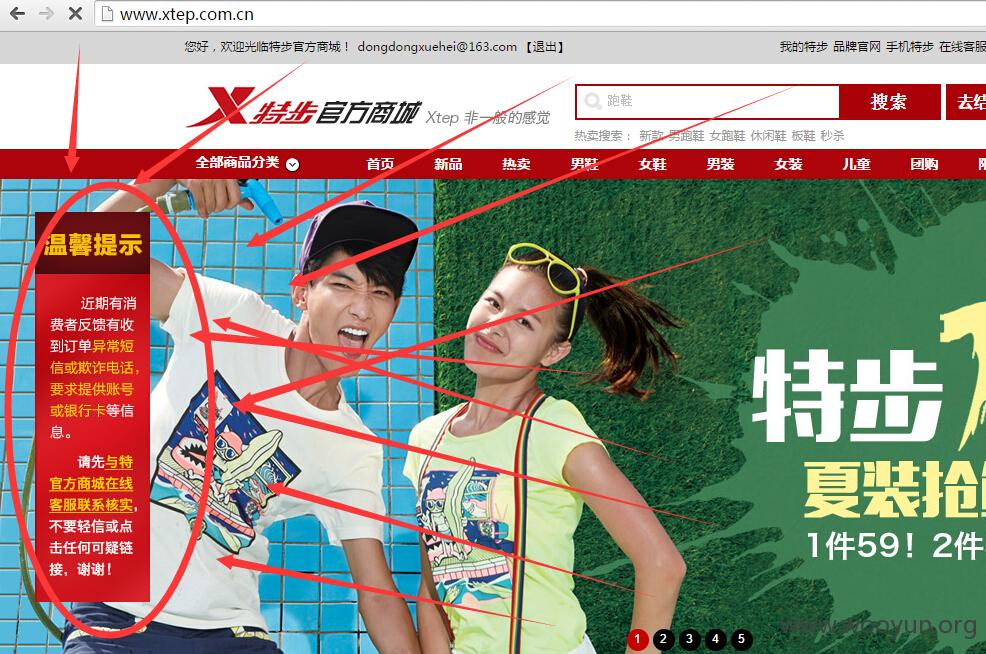 www.xtep.com.cn
您好，欢迎光临特步官方商城！ dongdongxuehei@163.com 【退出】
我的特步 品牌官网 手机特步 在线客服
特步官方商城 Xtep 非一般的感觉
跑鞋
搜索
去结
热卖搜索： 新款 男跑鞋 女跑鞋 休闲鞋 板鞋 秒杀
全部商品分类 首页 新品 热卖 男鞋 女鞋 男装 女装 儿童 团购
温馨提示
近期有消
费者反馈有收
到订单异常短
信或欺诈电话，
要求提供账号
或银行卡等信
息。
请先与特
官方商城在线
客服联系核实，
不要轻信或点
击任何可疑链
接，谢谢！
特步
夏装抢
1件59！2件
1 2 3 4 5